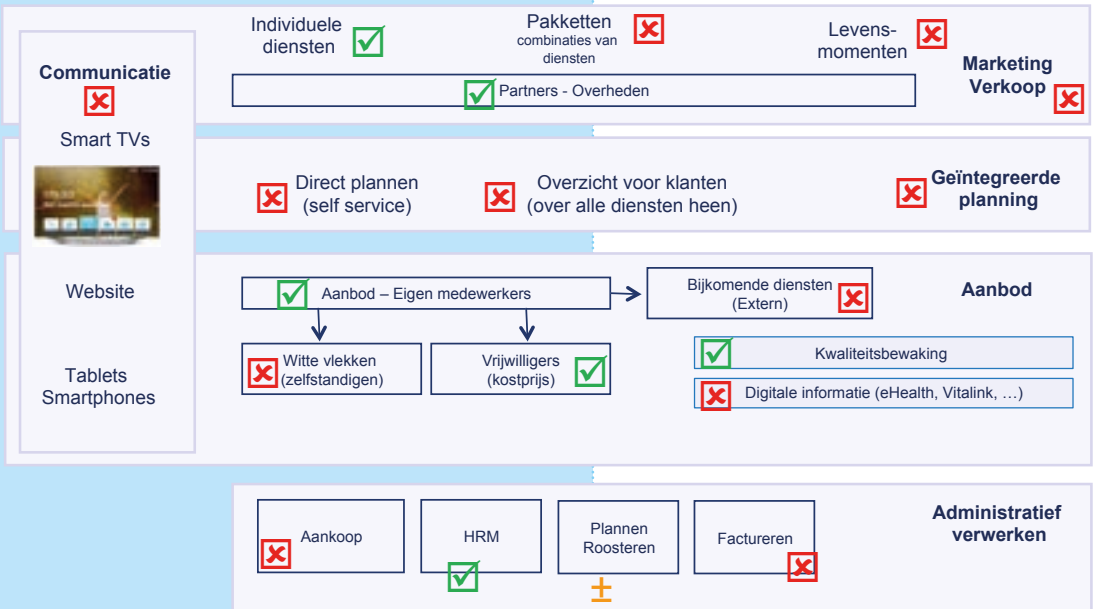 Individuele
diensten
Pakketten
combinaties van
diensten
Levens-
momenten
Marketing
Verkoop
Partners - Overheden
Communicatie
Smart TVs
Website
Tablets
Smartphones
Direct plannen
(self service)
Overzicht voor klanten
(over alle diensten heen)
Geïntegreerde
planning
Aanbod – Eigen medewerkers
Bijkomende diensten
(Extern)
Aanbod
Witte vlekken
(zelfstandigen)
Vrijwilligers
(kostprijs)
Kwaliteitsbewaking
Digitale informatie (eHealth, Vitalink, …)
Aankoop
HRM
Plannen
Roosteren
±
Factureren
Administratief
verwerken